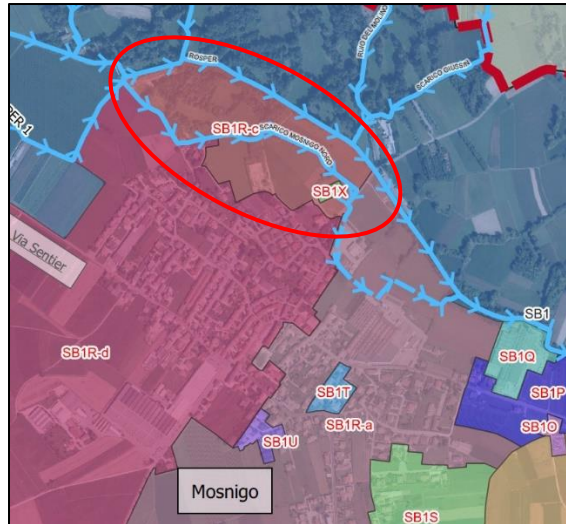 ROSPER
RUIO DEL MOLINO
SCARICO GIUSSIN
PER 1
SCARICO MOSNIGO NORD
SB1R-c
SB1X
Via Sentier
SB1
SB1R-d
SB1Q
SB1T
SB1P
SB1R-a
SB1O
SB1U
Mosnigo
SB1S